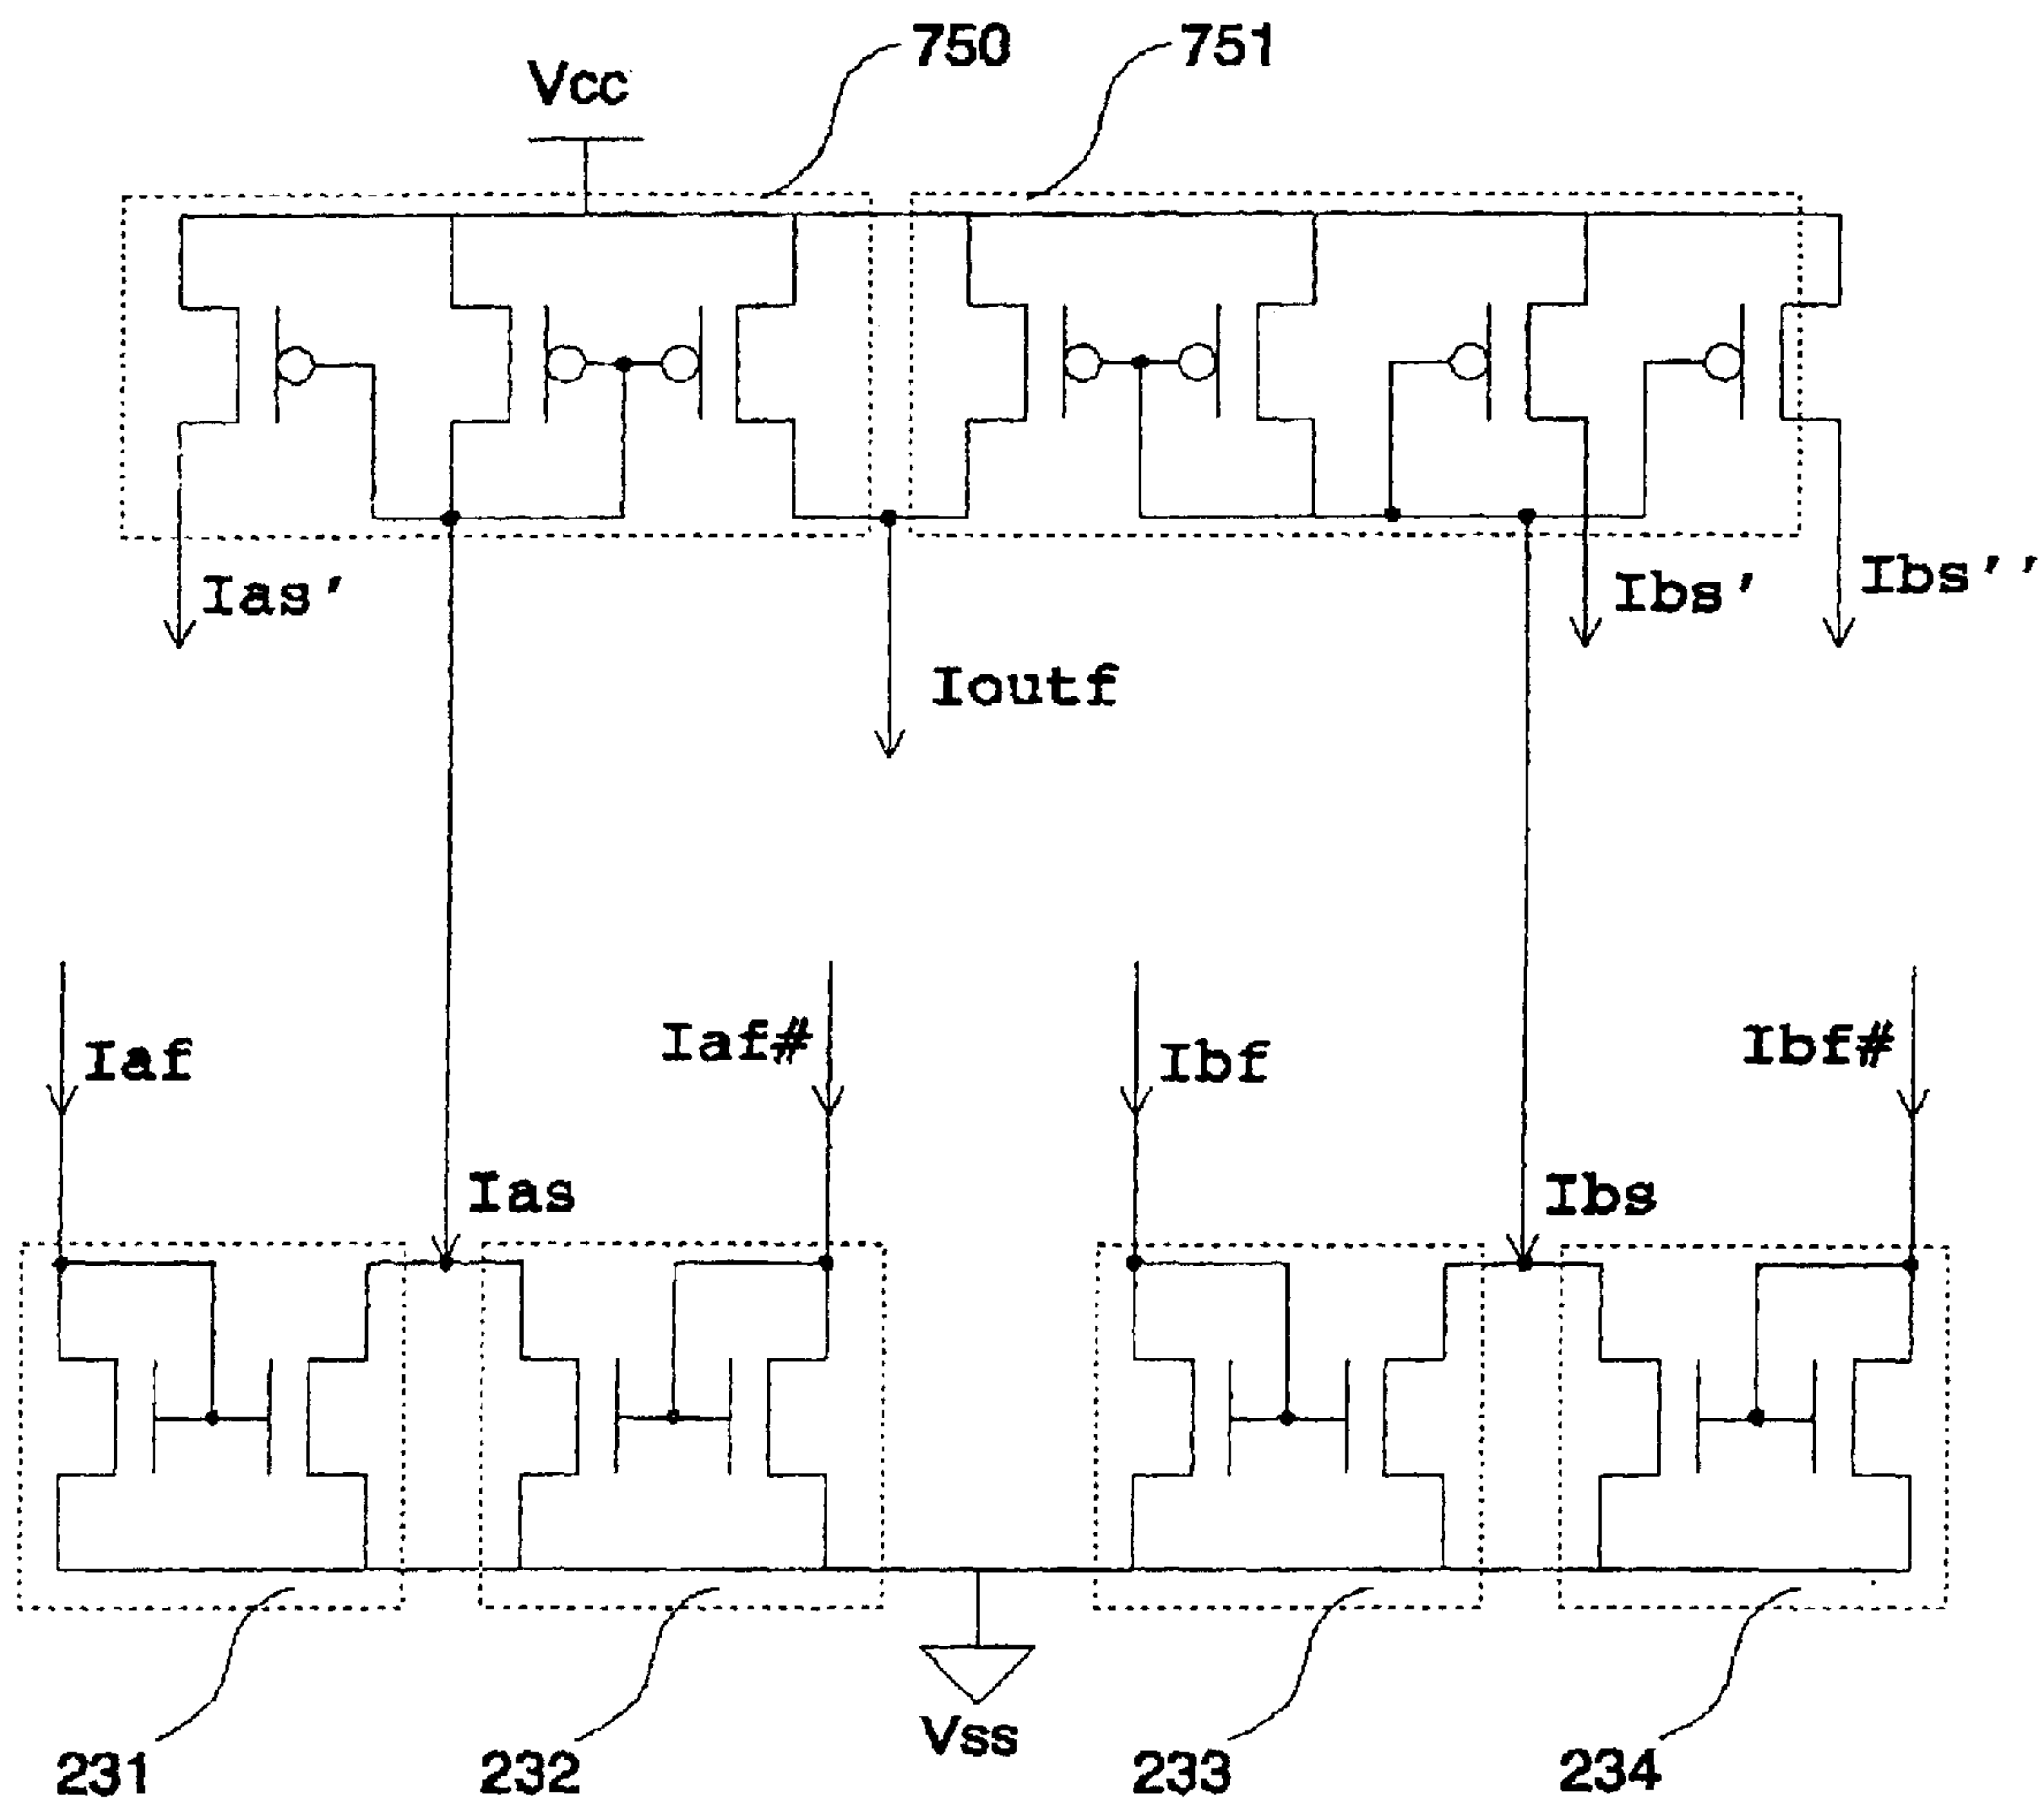 750
751
Vcc
Ias'
Ibs'
Ibs''
Ioutf
Iaf
Iaf#
Ibf
Ibf#
Ias
Ibs
Vss
231
232
233
234